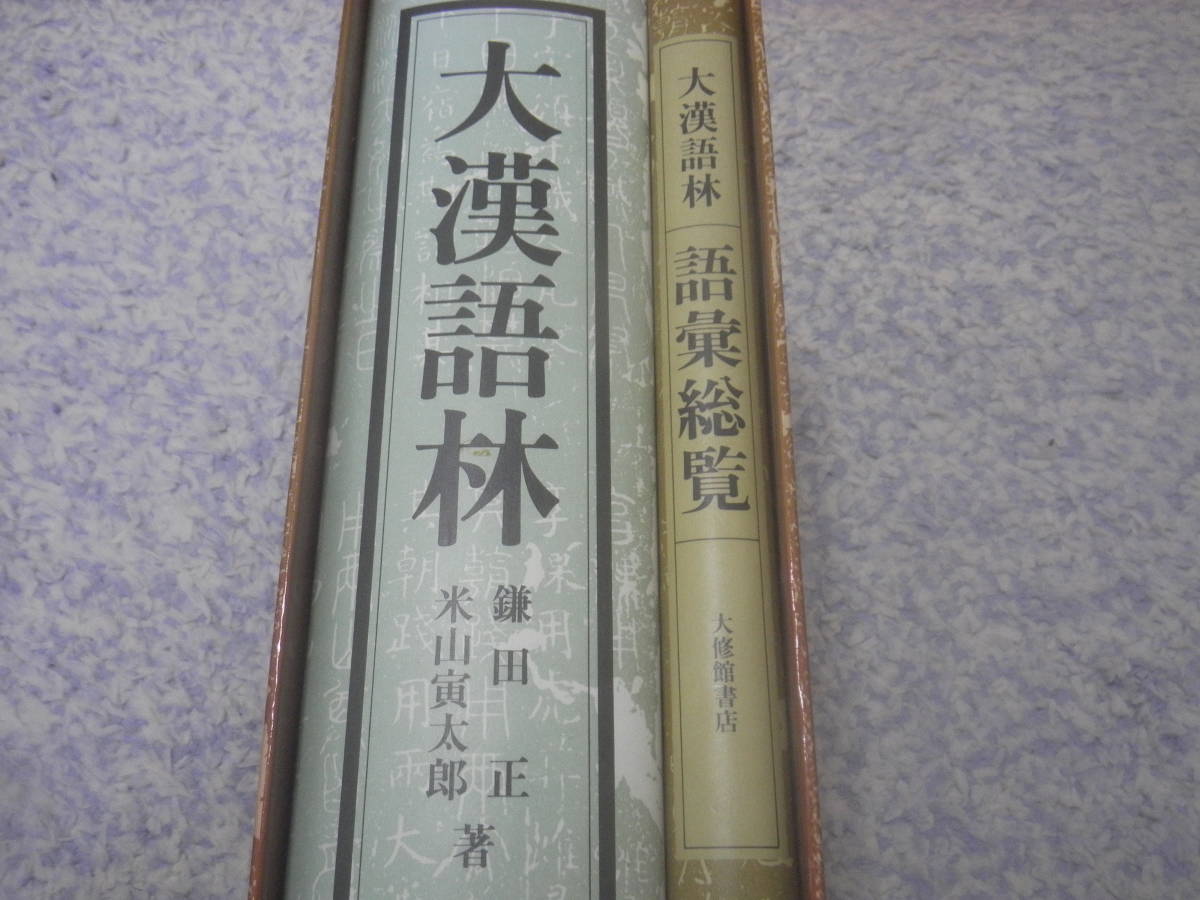 大漢語林
鎌田 正
米山寅太郎
著
大漢語林
語彙総覧
大修館書店